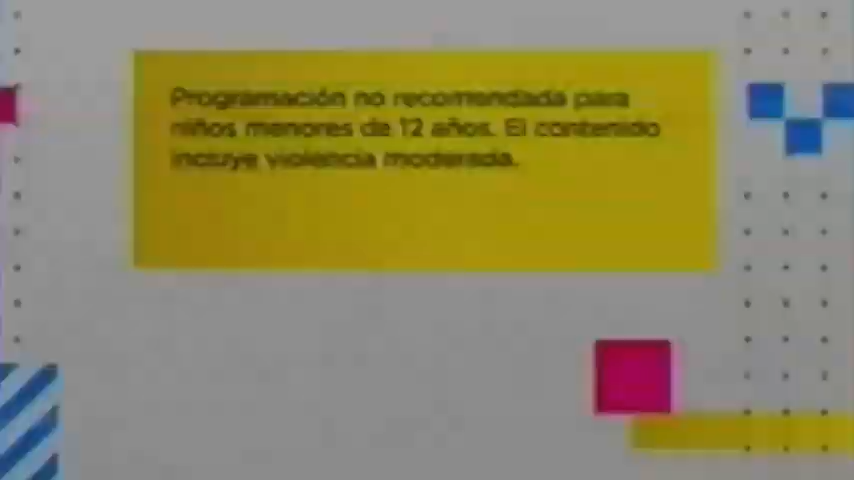 Programación no recomendada para
niños menores de 12 años. El contenido
incluye violencia moderada.